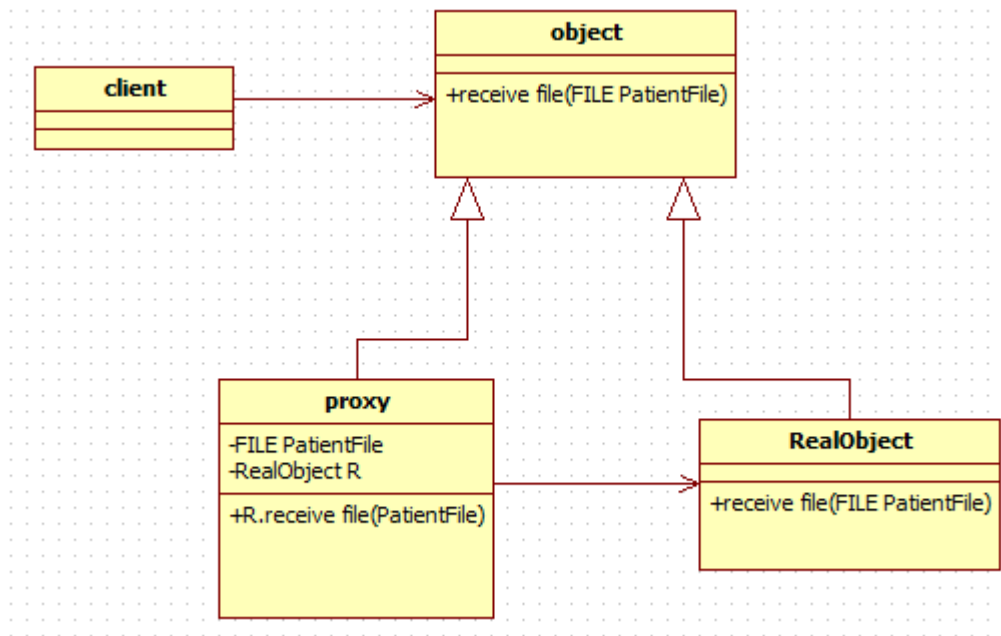 object
+receive file(FILE PatientFile)
client
proxy
-FILE PatientFile
-RealObject R
+R.receive file(PatientFile)
RealObject
+receive file(FILE PatientFile)